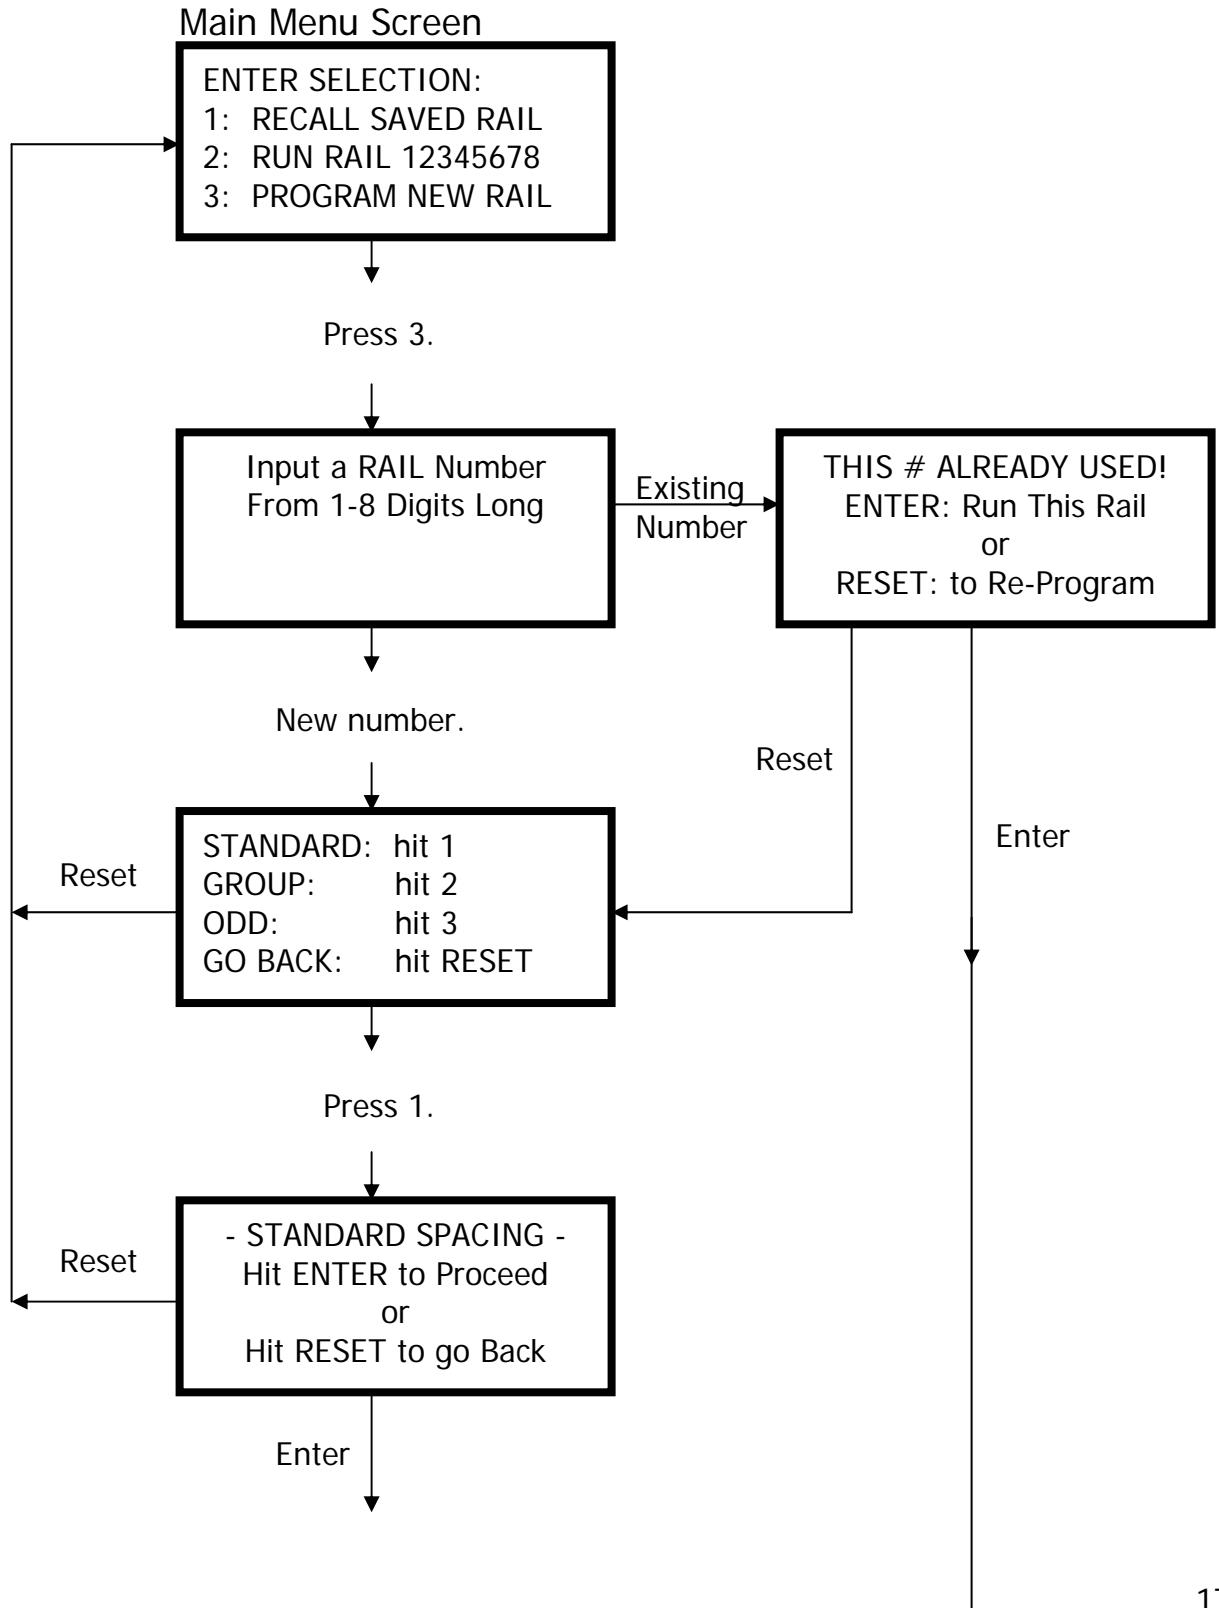 Main Menu Screen
ENTER SELECTION:
1: RECALL SAVED RAIL
2: RUN RAIL 12345678
3: PROGRAM NEW RAIL
Press 3.
Input a RAIL Number
From 1-8 Digits Long
Existing
Number
THIS # ALREADY USED!
ENTER: Run This Rail
or
RESET: to Re-Program
New number.
Reset
Enter
STANDARD: hit 1
GROUP: hit 2
ODD: hit 3
GO BACK: hit RESET
Reset
Press 1.
- STANDARD SPACING -
Hit ENTER to Proceed
or
Hit RESET to go Back
Reset
Enter